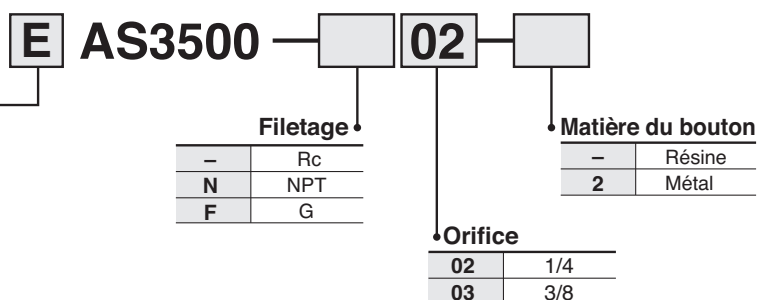 E AS3500 — 02 —
Filetage
– Rc
N NPT
F G
Matière du bouton
– Résine
2 Métal
Orifice
02 1/4
03 3/8